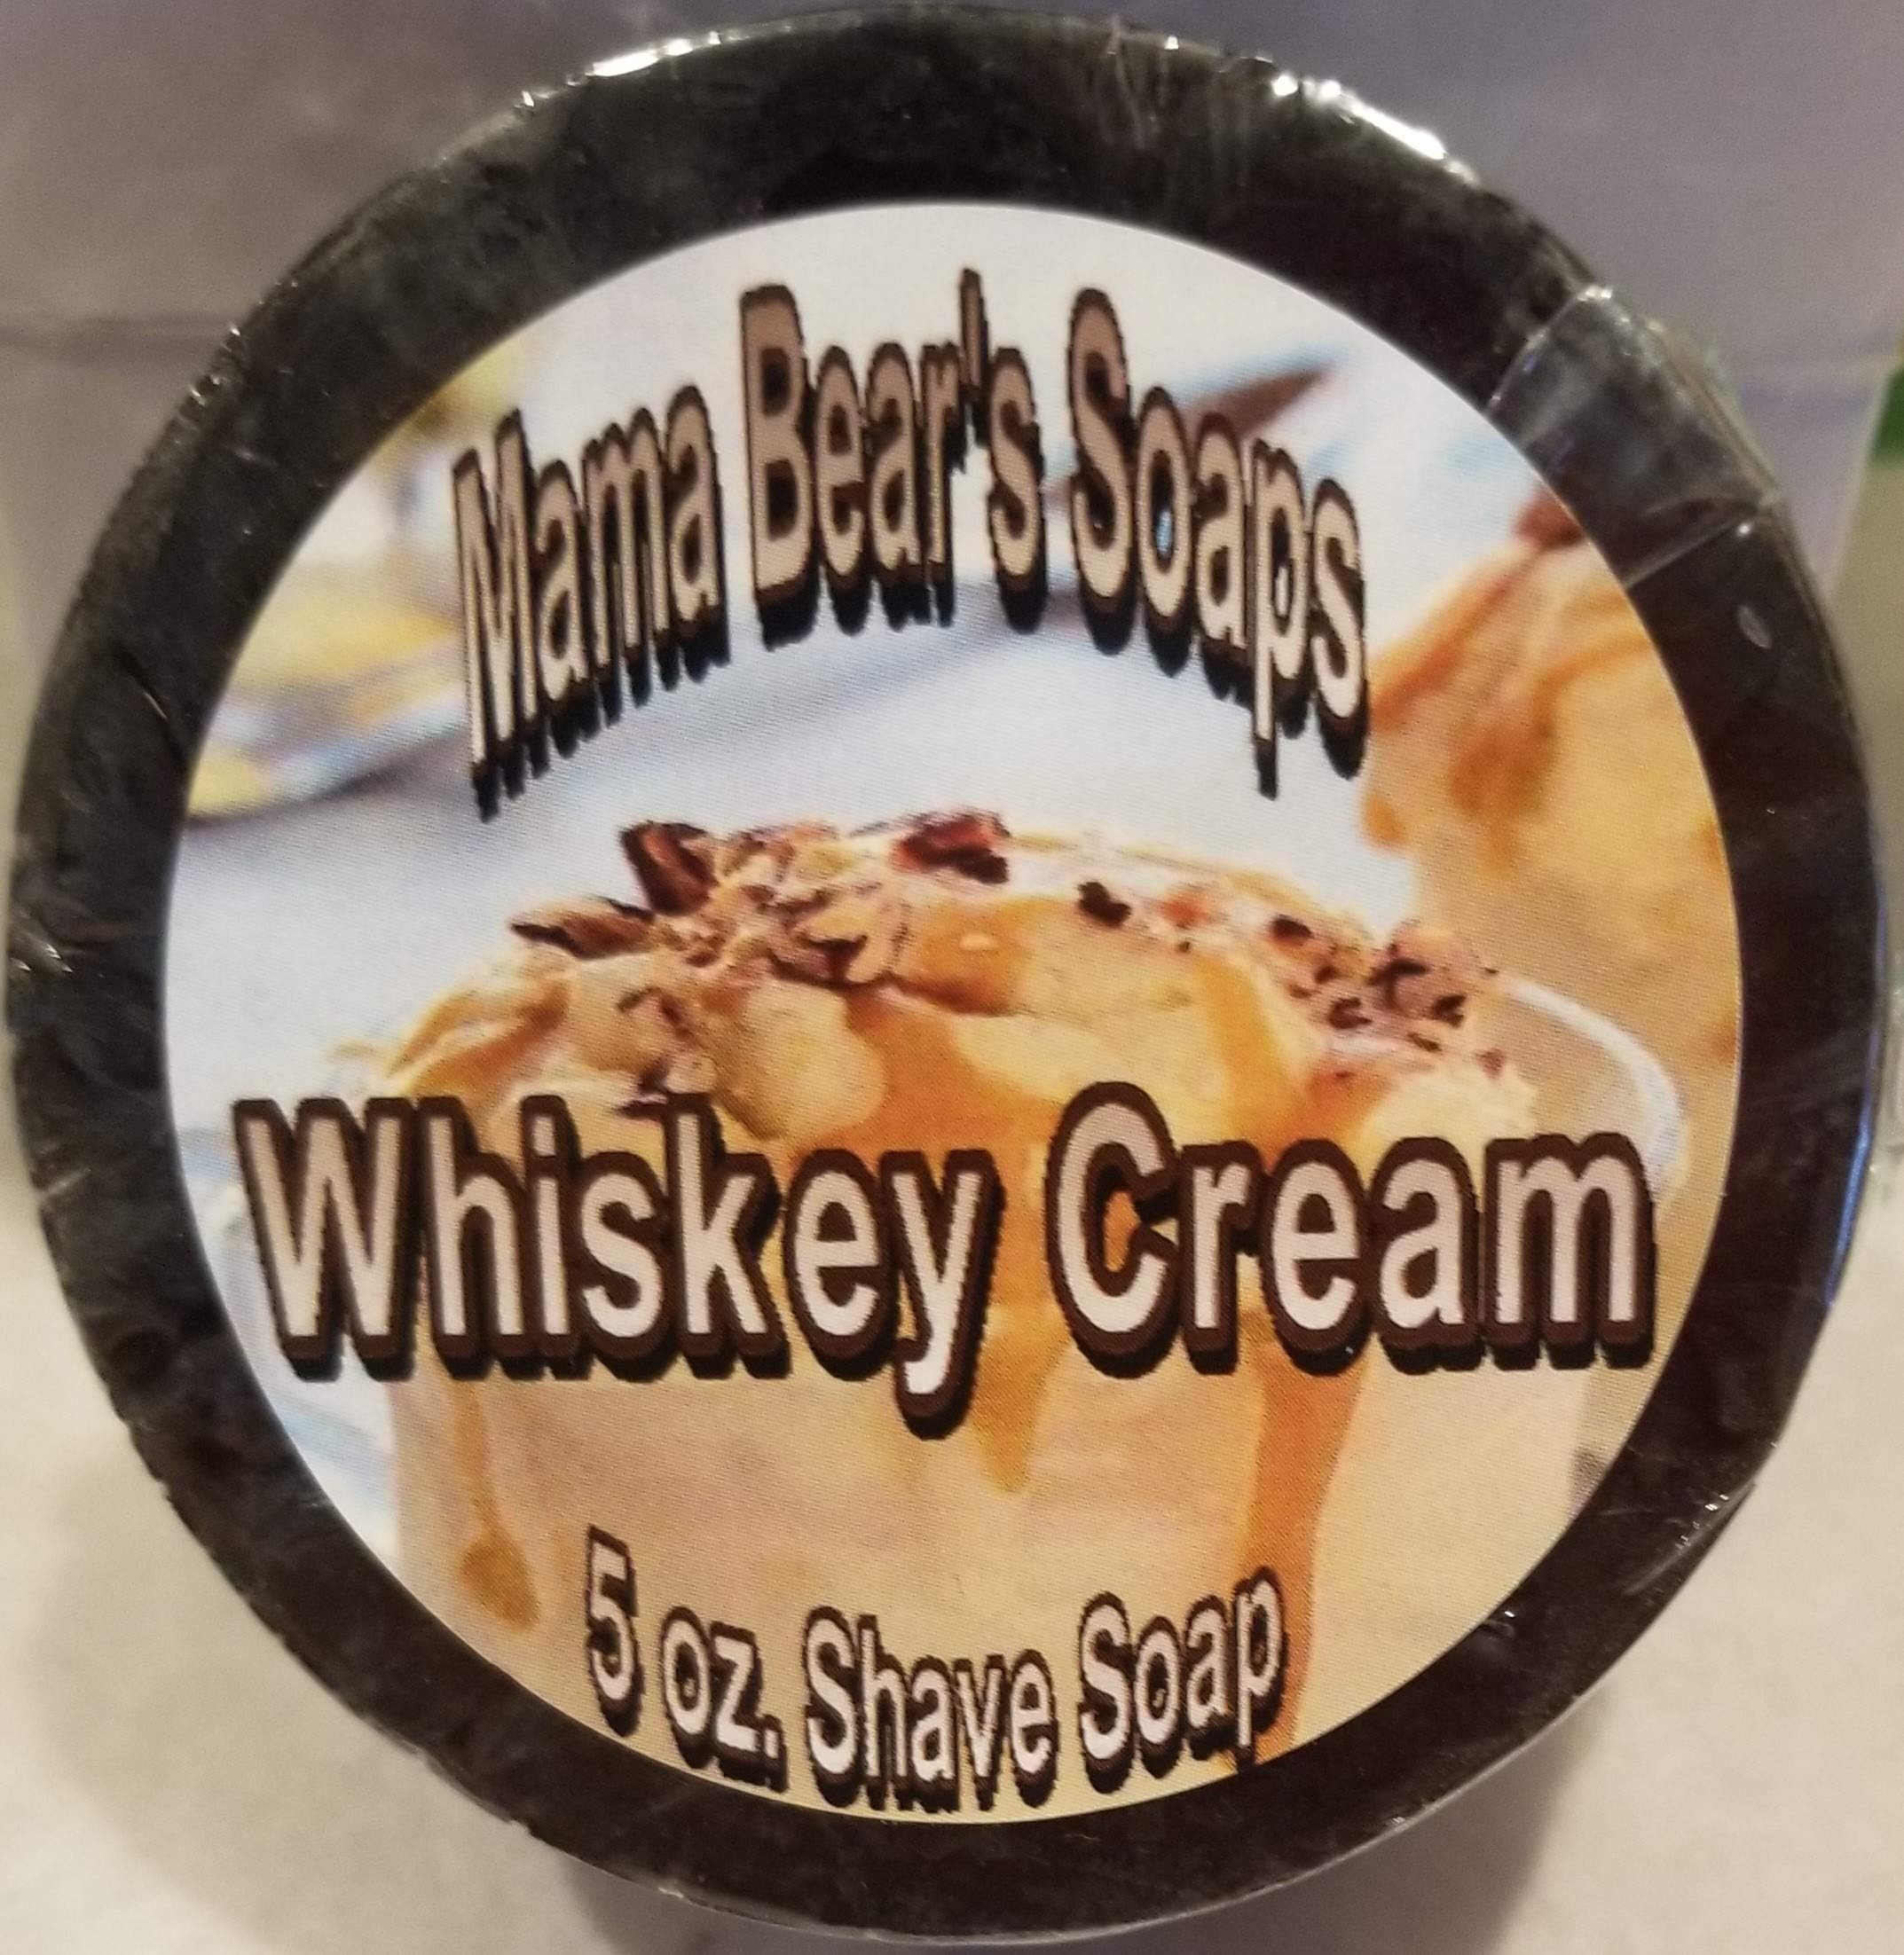 Mama Bear's Soaps
Whiskey Cream
5 oz. Shave Soap